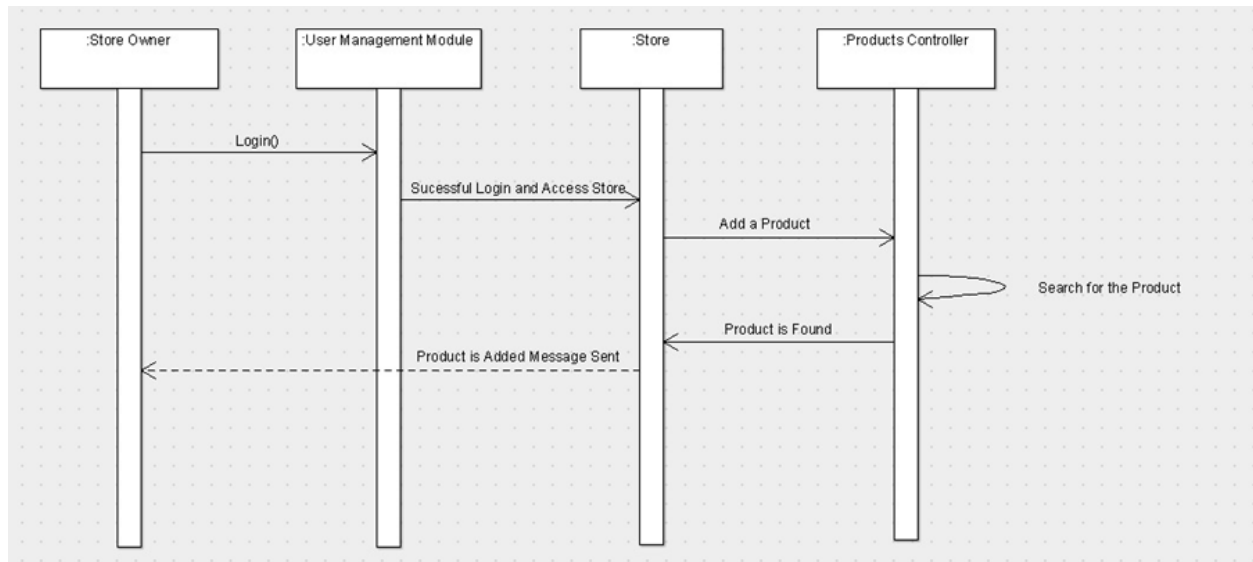 :Store Owner
:User Management Module
:Store
:Products Controller
Login()
Sucessful Login and Access Store
Add a Product
Search for the Product
Product is Found
Product is Added Message Sent